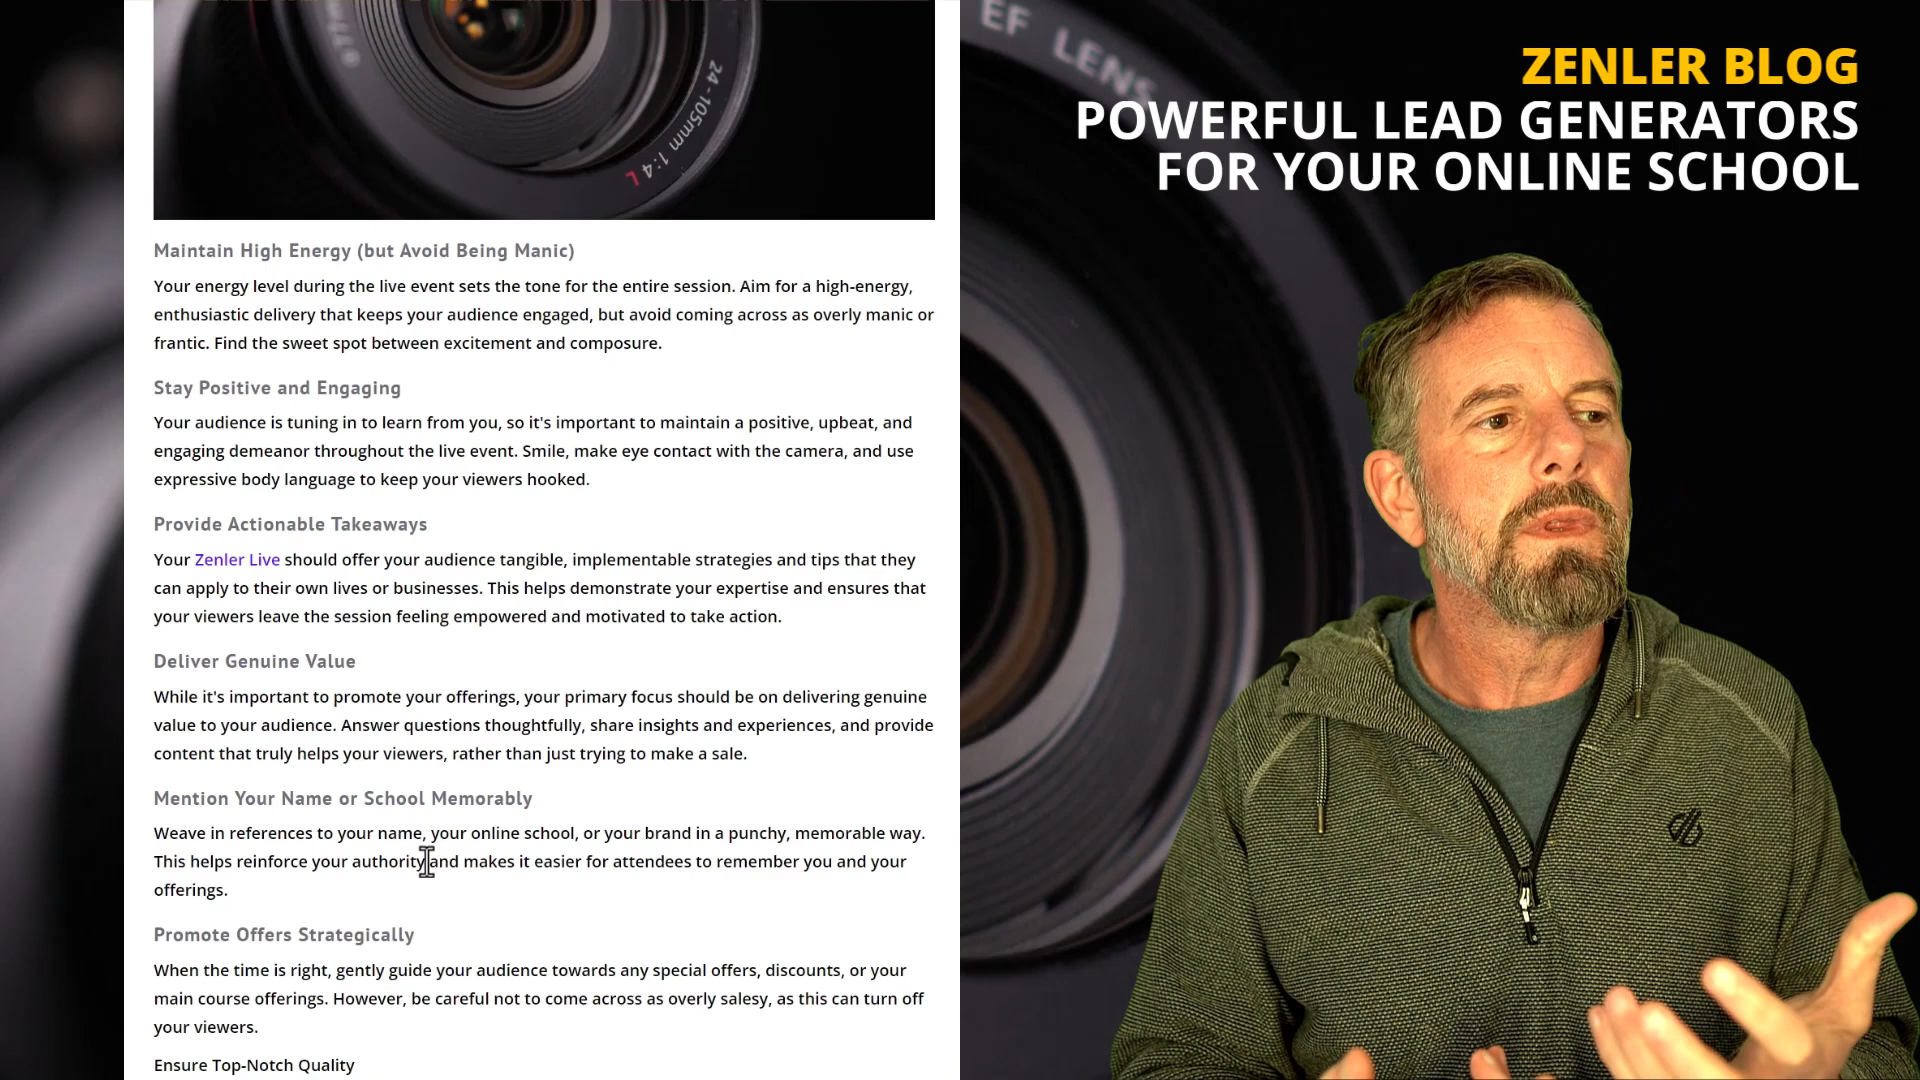 24-105mm 1:4 L
EF LENS
ZENLER BLOG
POWERFUL LEAD GENERATORS
FOR YOUR ONLINE SCHOOL
Maintain High Energy (but Avoid Being Manic)
Your energy level during the live event sets the tone for the entire session. Aim for a high-energy,
enthusiastic delivery that keeps your audience engaged, but avoid coming across as overly manic or
frantic. Find the sweet spot between excitement and composure.
Stay Positive and Engaging
Your audience is tuning in to learn from you, so it's important to maintain a positive, upbeat, and
engaging demeanor throughout the live event. Smile, make eye contact with the camera, and use
expressive body language to keep your viewers hooked.
Provide Actionable Takeaways
Your Zenler Live should offer your audience tangible, implementable strategies and tips that they
can apply to their own lives or businesses. This helps demonstrate your expertise and ensures that
your viewers leave the session feeling empowered and motivated to take action.
Deliver Genuine Value
While it's important to promote your offerings, your primary focus should be on delivering genuine
value to your audience. Answer questions thoughtfully, share insights and experiences, and provide
content that truly helps your viewers, rather than just trying to make a sale.
Mention Your Name or School Memorably
Weave in references to your name, your online school, or your brand in a punchy, memorable way.
This helps reinforce your authority and makes it easier for attendees to remember you and your
offerings.
Promote Offers Strategically
When the time is right, gently guide your audience towards any special offers, discounts, or your
main course offerings. However, be careful not to come across as overly salesy, as this can turn off
your viewers.
Ensure Top-Notch Quality